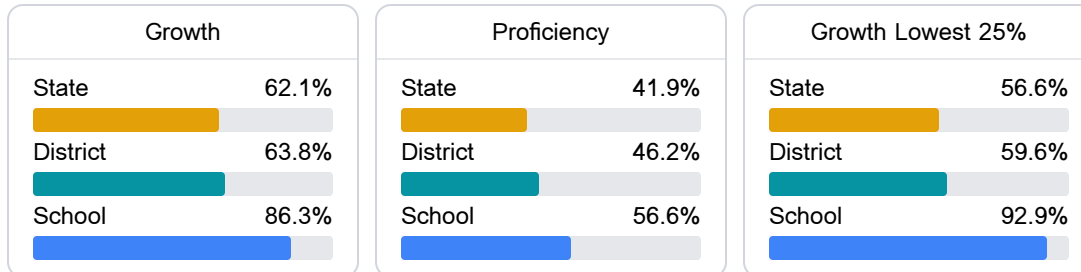 Growth
State 62.1%
District 63.8%
School 86.3%
Proficiency
State 41.9%
District 46.2%
School 56.6%
Growth Lowest 25%
State 56.6%
District 59.6%
School 92.9%